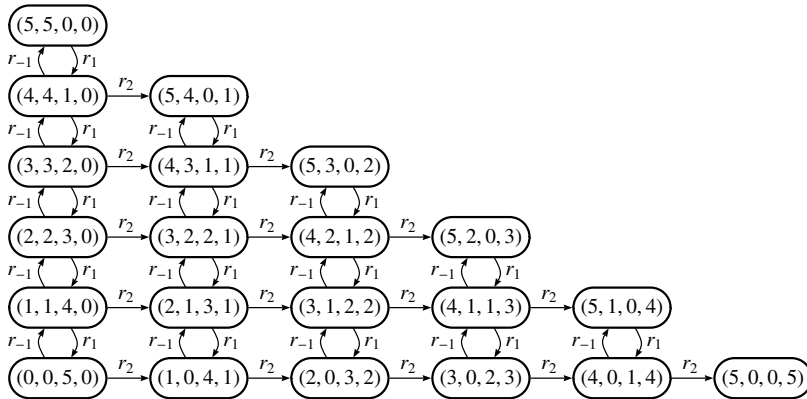 (5, 5, 0, 0)
r₋₁ r₁
(4, 4, 1, 0) r₂ (5, 4, 0, 1)
r₋₁ r₁ r₋₁ r₁
(3, 3, 2, 0) r₂ (4, 3, 1, 1) r₂ (5, 3, 0, 2)
r₋₁ r₁ r₋₁ r₁ r₋₁ r₁
(2, 2, 3, 0) r₂ (3, 2, 2, 1) r₂ (4, 2, 1, 2) r₂ (5, 2, 0, 3)
r₋₁ r₁ r₋₁ r₁ r₋₁ r₁ r₋₁ r₁
(1, 1, 4, 0) r₂ (2, 1, 3, 1) r₂ (3, 1, 2, 2) r₂ (4, 1, 1, 3) r₂ (5, 1, 0, 4)
r₋₁ r₁ r₋₁ r₁ r₋₁ r₁ r₋₁ r₁ r₋₁ r₁
(0, 0, 5, 0) r₂ (1, 0, 4, 1) r₂ (2, 0, 3, 2) r₂ (3, 0, 2, 3) r₂ (4, 0, 1, 4) r₂ (5, 0, 0, 5)